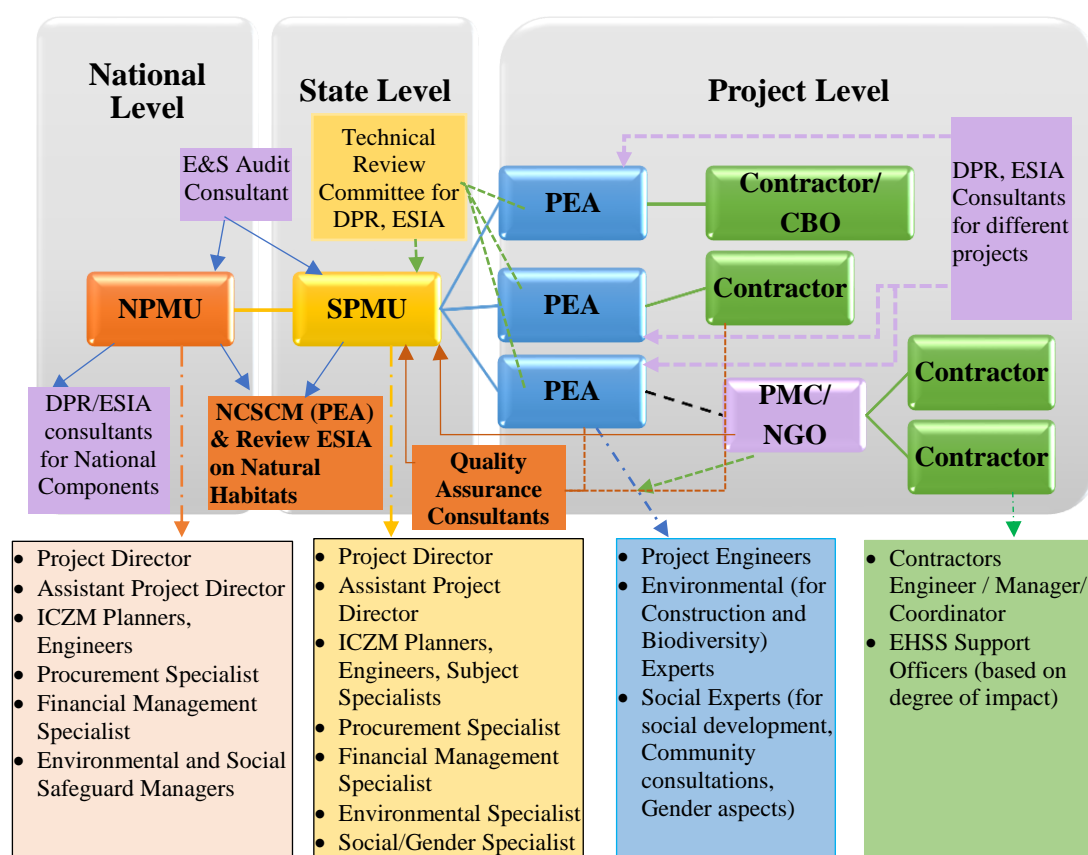 National
Level
State Level
Project Level
E&S Audit
Consultant
Technical
Review
Committee for
DPR, ESIA
PEA
Contractor/
CBO
DPR, ESIA
Consultants
for different
projects
NPMU
SPMU
PEA
Contractor
PEA
PMC/
NGO
Contractor
Contractor
DPR/ESIA
consultants
for National
Components
NCSCM (PEA)
& Review ESIA
on Natural
Habitats
Quality
Assurance
Consultants
• Project Director
• Assistant Project Director
• ICZM Planners,
Engineers
• Procurement Specialist
• Financial Management
Specialist
• Environmental and Social
Safeguard Managers
• Project Director
• Assistant Project
Director
• ICZM Planners,
Engineers, Subject
Specialists
• Procurement Specialist
• Financial Management
Specialist
• Environmental Specialist
• Social/Gender Specialist
• Project Engineers
• Environmental (for
Construction and
Biodiversity)
Experts
• Social Experts (for
social development,
Community
consultations,
Gender aspects)
• Contractors
Engineer / Manager/
Coordinator
• EHSS Support
Officers (based on
degree of impact)